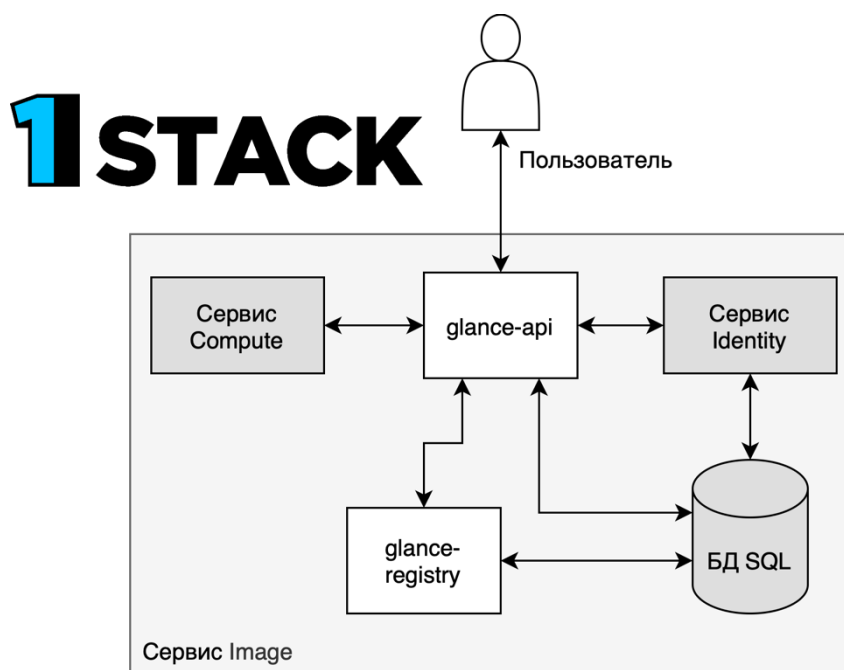 1STACK
Пользователь
Сервис
Compute
glance-api
Сервис
Identity
glance-
registry
БД SQL
Сервис Image